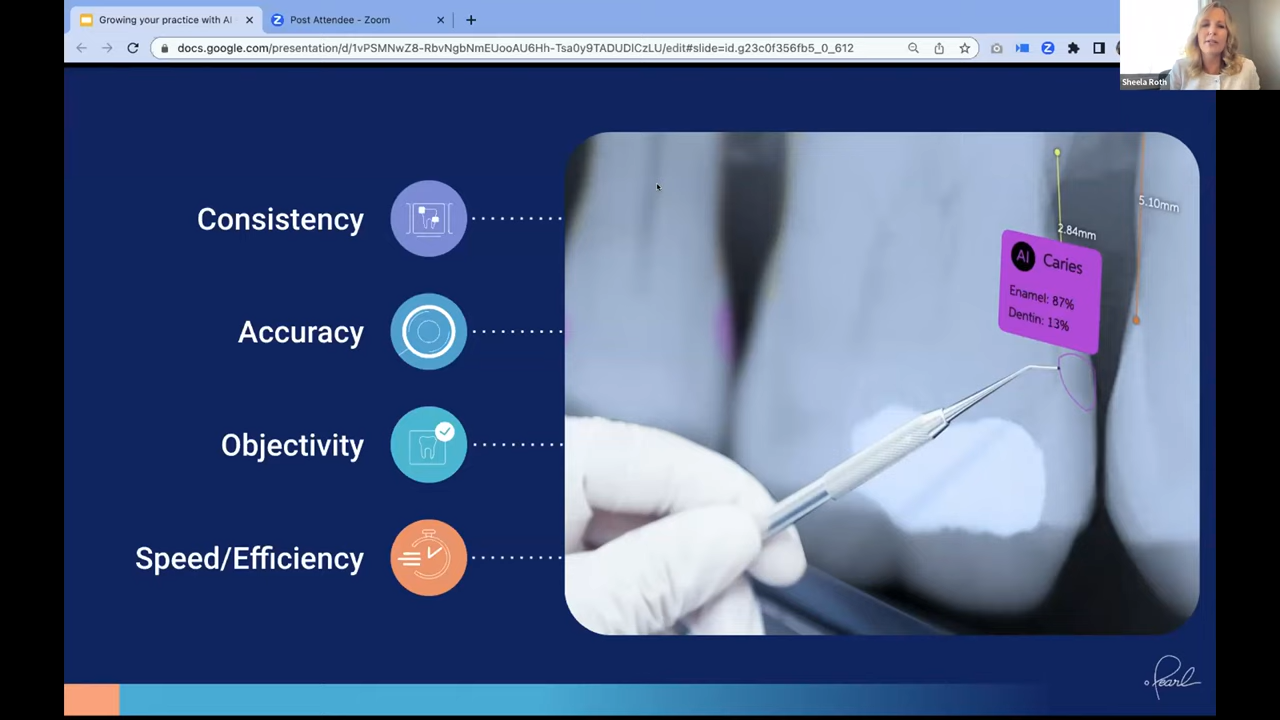 Growing your practice with AI
Post Attendee - Zoom
docs.google.com/presentation/d/1vPSMNwZ8-RbvNgbNmEUooAU6Hh-Tsa0y9TADUDlCzLU/edit#slide=id.g23c0f356fb5_0_612
Sheela Roth
Consistency
Accuracy
Objectivity
Speed/Efficiency
5.10mm
2.84mm
AI Caries
Enamel: 87%
Dentin: 13%
Pearl